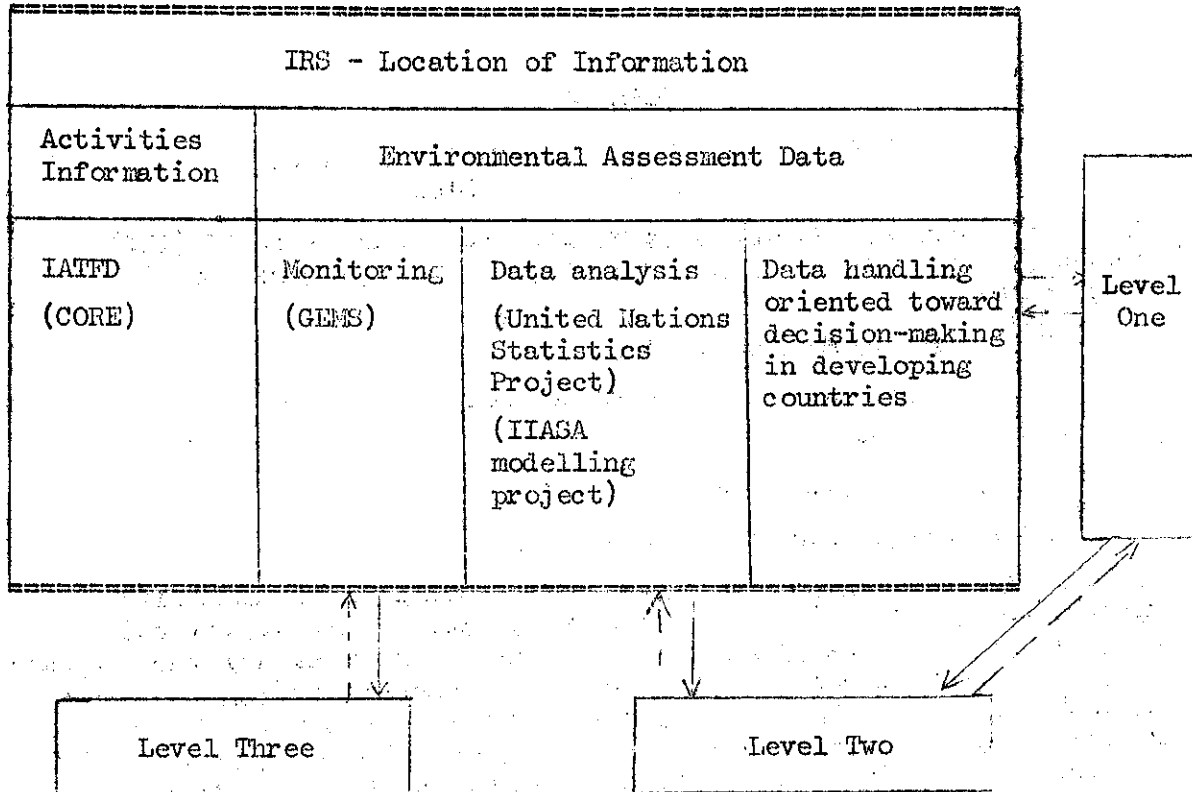 IRS - Location of Information
Activities
Information
Environmental Assessment Data
IATFD
(CORE)
Monitoring
(GEMS)
Data analysis
(United Nations
Statistics
Project)
(IIASA
modelling
project)
Data handling
oriented toward
decision-making
in developing
countries
Level
One
Level Three
Level Two